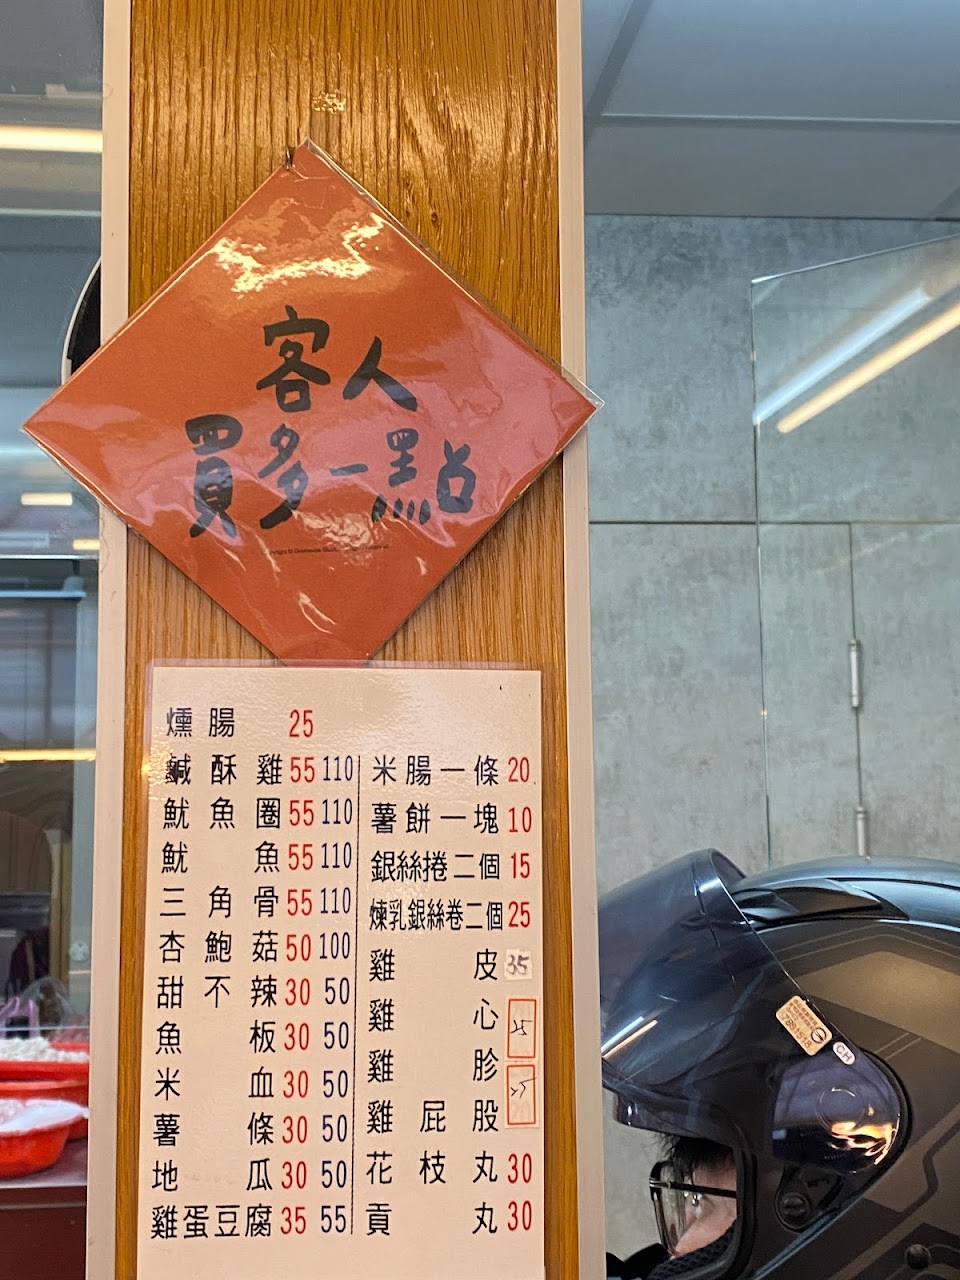 客人
買多一點
燻腸 25
鹹酥雞 55 110
魷魚圈 55 110
魷魚 55 110
三角骨 55 110
杏鮑菇 50 100
甜不辣 30 50
魚板 30 50
米血 30 50
薯條 30 50
地瓜 30 50
雞蛋豆腐 35 55
米腸一條 20
薯餅一塊 10
銀絲捲二個 15
煉乳銀絲卷二個 25
雞皮 35
雞心 25
雞胗 25
雞屁股
花枝丸 30
貢丸 30
CH